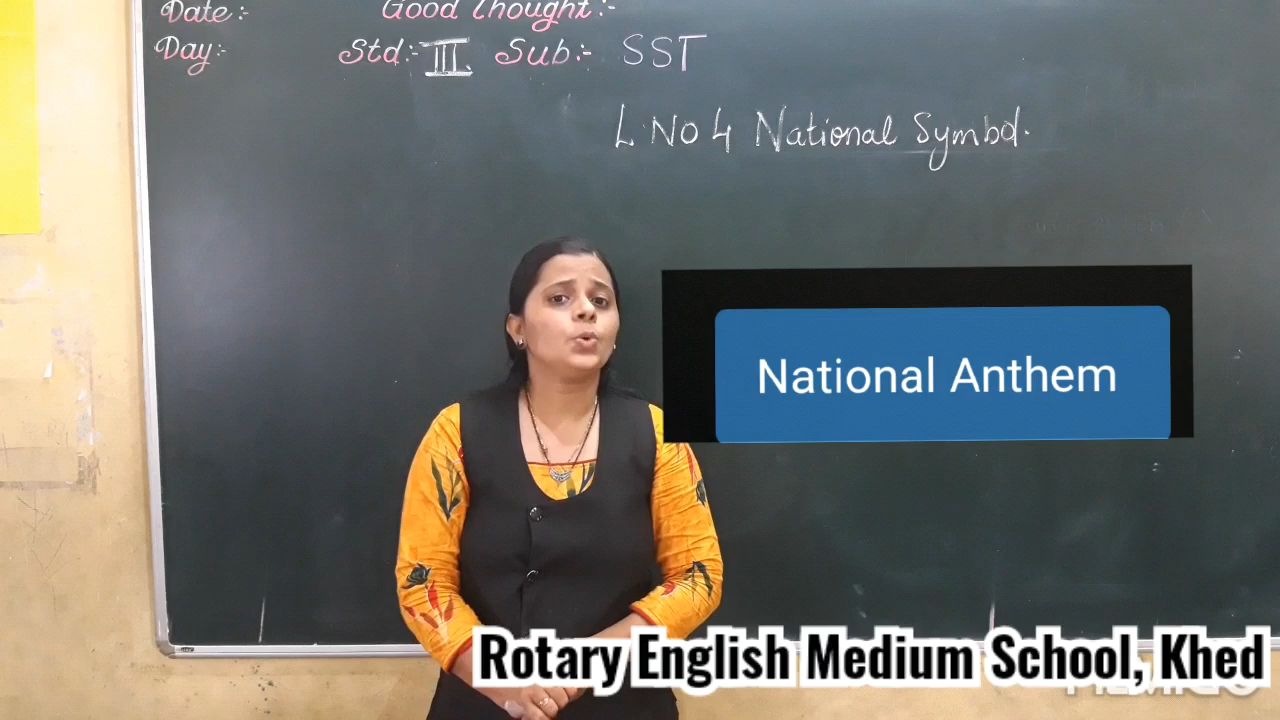 Date:- Good Thought:-
Day:- Std:- III. Sub:- SST
L.NO 4 National Symbol.
National Anthem
Rotary English Medium School, Khed